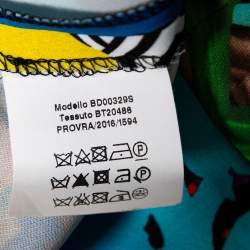 Modello BD00329S
Tessuto BT20486
PROVRA/2016/1594